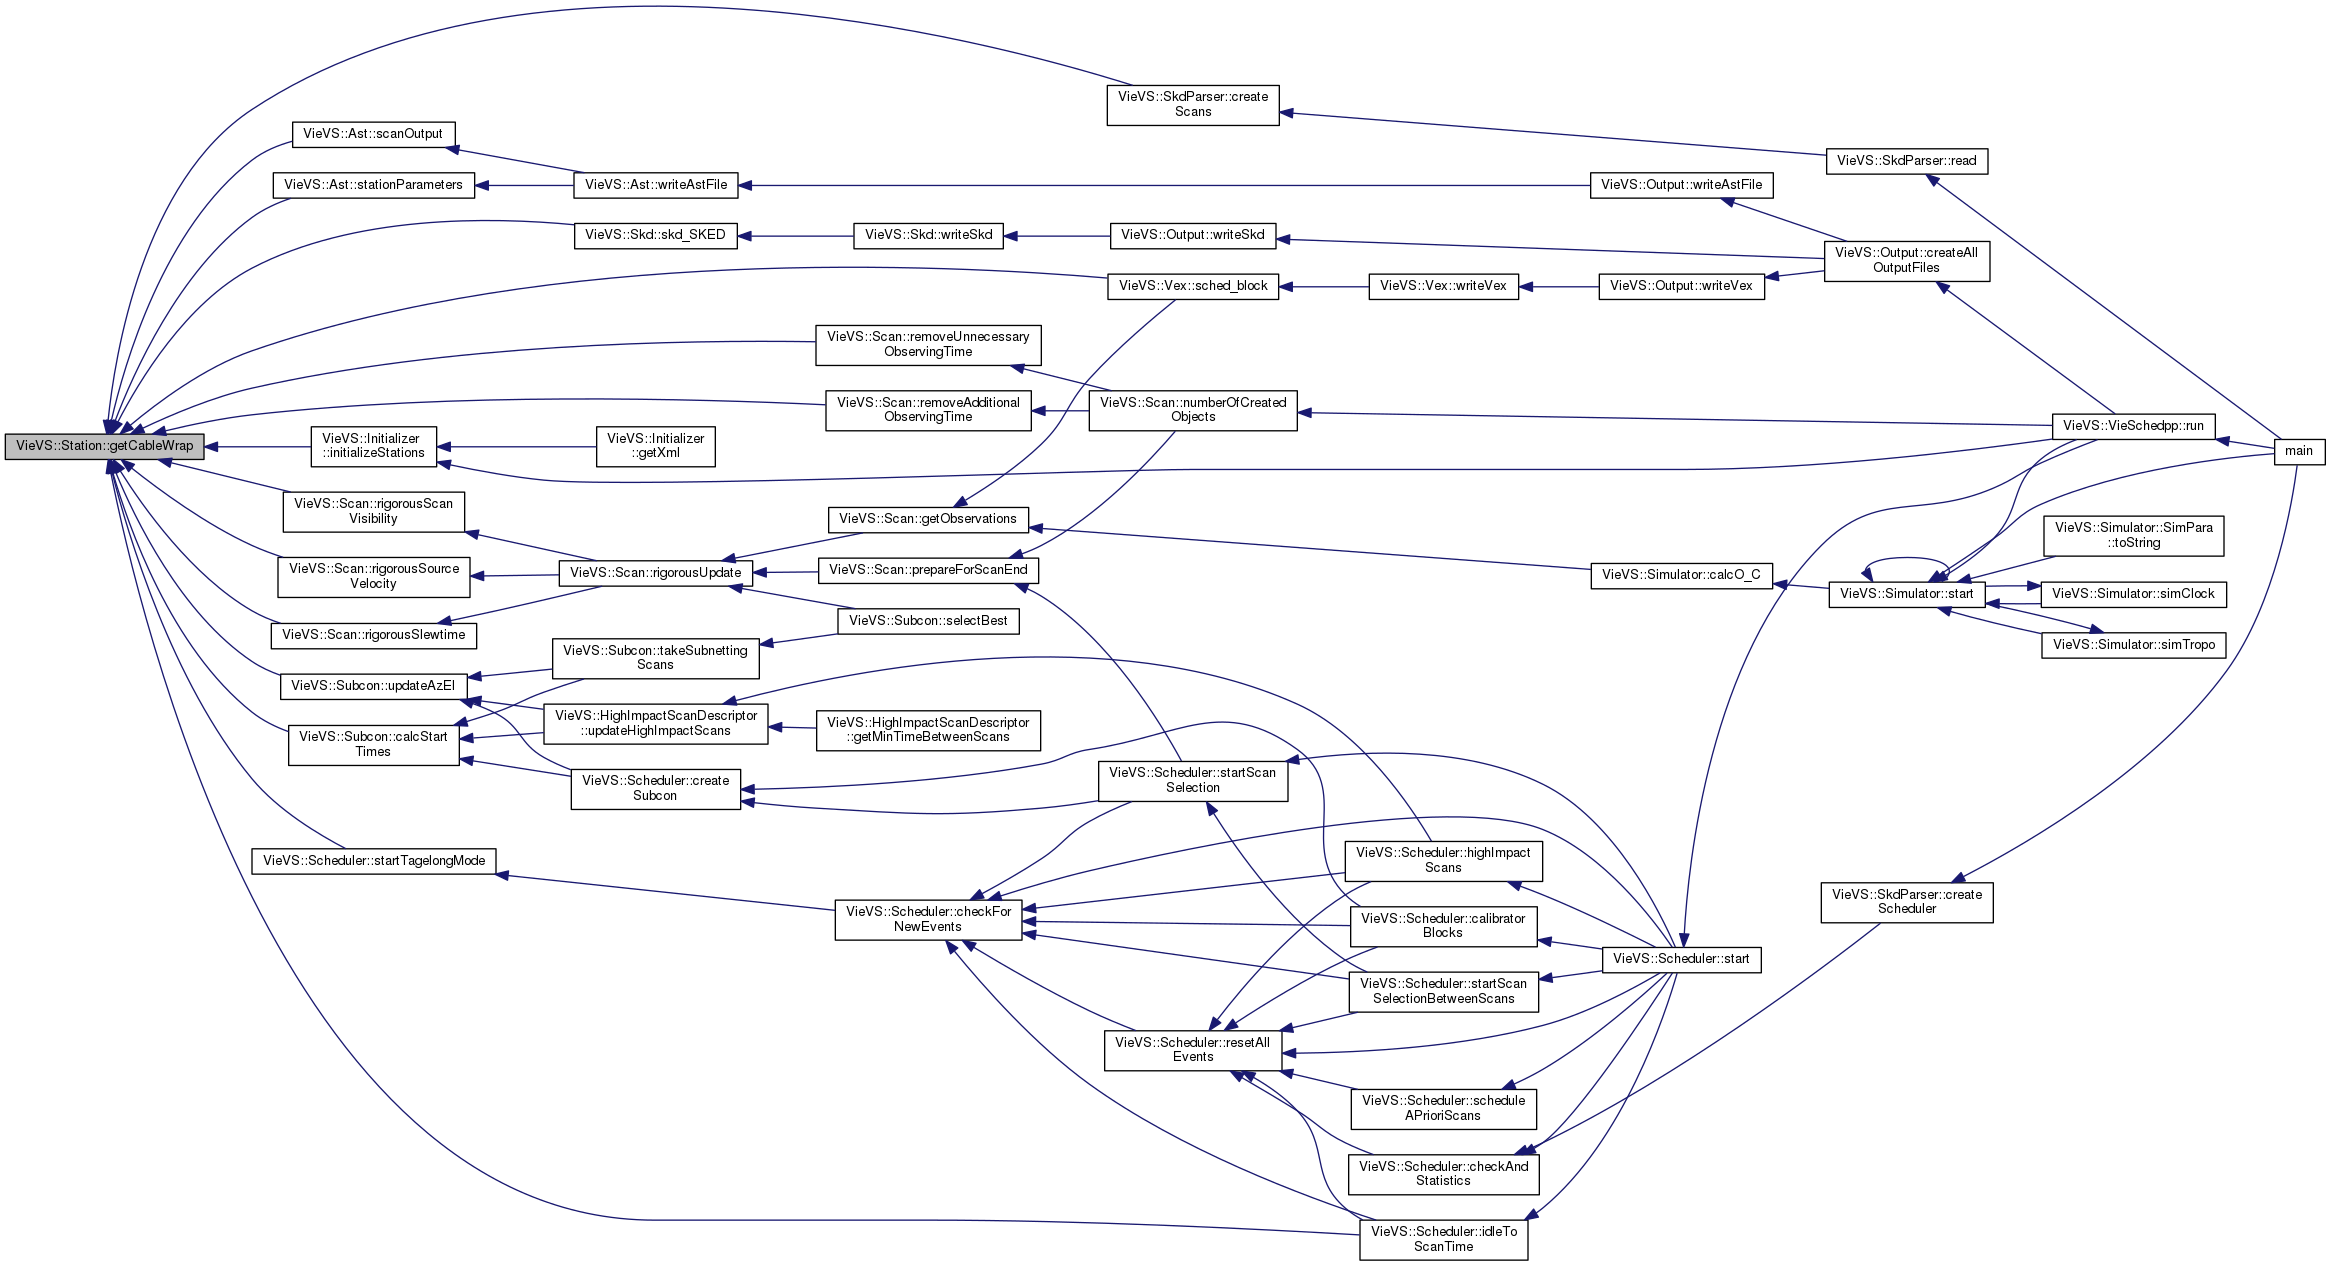 VieVS::SkdParser::create
Scans
VieVS::Ast::scanOutput
VieVS::SkdParser::read
VieVS::Ast::stationParameters
VieVS::Ast::writeAstFile
VieVS::Output::writeAstFile
VieVS::Skd::skd_SKED
VieVS::Skd::writeSkd
VieVS::Output::writeSkd
VieVS::Output::createAll
OutputFiles
VieVS::Vex::sched_block
VieVS::Vex::writeVex
VieVS::Output::writeVex
VieVS::Scan::removeUnnecessary
ObservingTime
VieVS::Scan::removeAdditional
ObservingTime
VieVS::Scan::numberOfCreated
Objects
VieVS::VieSchedpp::run
main
VieVS::Station::getCableWrap
VieVS::Initializer
::initializeStations
VieVS::Initializer
::getXml
VieVS::Scan::rigorousScan
Visibility
VieVS::Scan::getObservations
VieVS::Simulator::SimPara
::toString
VieVS::Scan::rigorousSource
Velocity
VieVS::Scan::rigorousUpdate
VieVS::Scan::prepareForScanEnd
VieVS::Simulator::calcO_C
VieVS::Simulator::start
VieVS::Simulator::simClock
VieVS::Scan::rigorousSlewtime
VieVS::Subcon::selectBest
VieVS::Simulator::simTropo
VieVS::Subcon::takeSubnetting
Scans
VieVS::Subcon::updateAzEl
VieVS::HighImpactScanDescriptor
::updateHighImpactScans
VieVS::HighImpactScanDescriptor
::getMinTimeBetweenScans
VieVS::Subcon::calcStart
Times
VieVS::Scheduler::create
Subcon
VieVS::Scheduler::startScan
Selection
VieVS::Scheduler::startTagelongMode
VieVS::Scheduler::highImpact
Scans
VieVS::SkdParser::create
Scheduler
VieVS::Scheduler::checkFor
NewEvents
VieVS::Scheduler::calibrator
Blocks
VieVS::Scheduler::start
VieVS::Scheduler::startScan
SelectionBetweenScans
VieVS::Scheduler::resetAll
Events
VieVS::Scheduler::schedule
APrioriScans
VieVS::Scheduler::checkAnd
Statistics
VieVS::Scheduler::idleTo
ScanTime